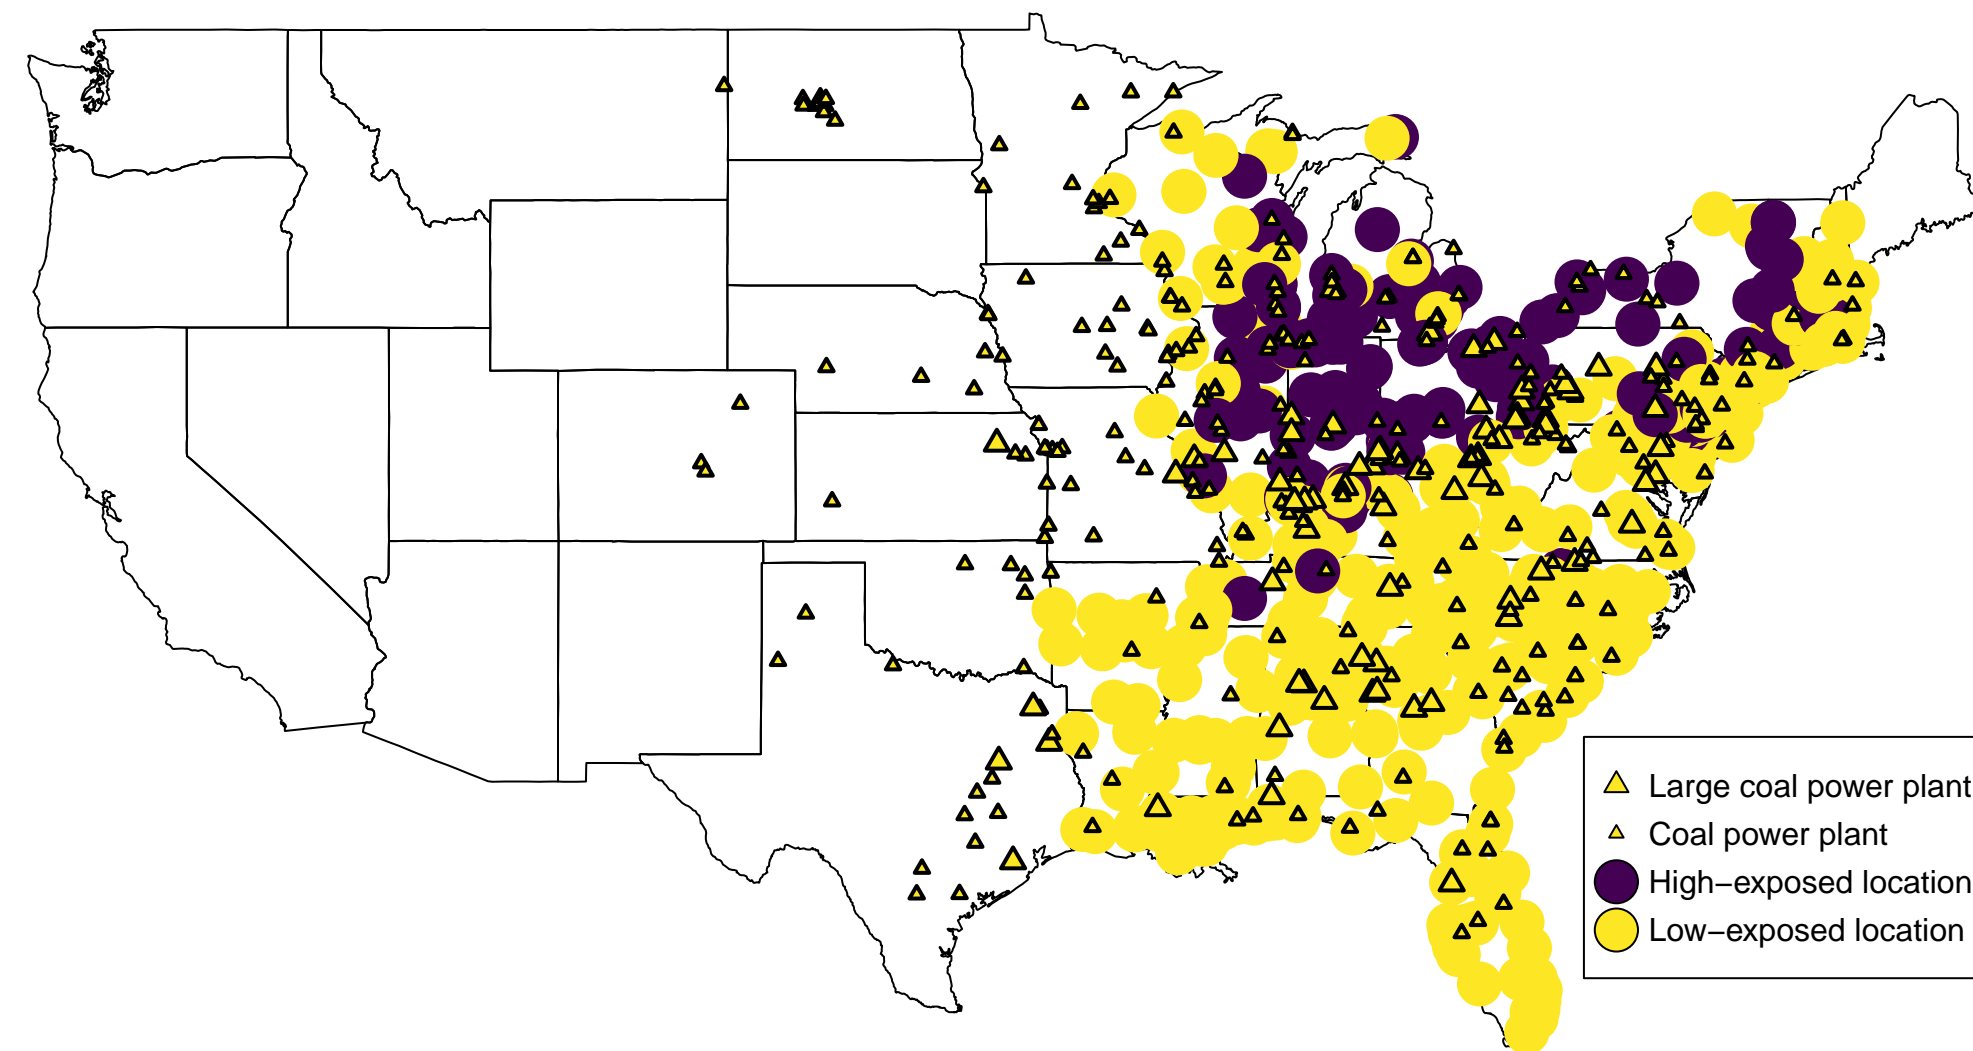 Large coal power plant
Coal power plant
High−exposed location
Low−exposed location